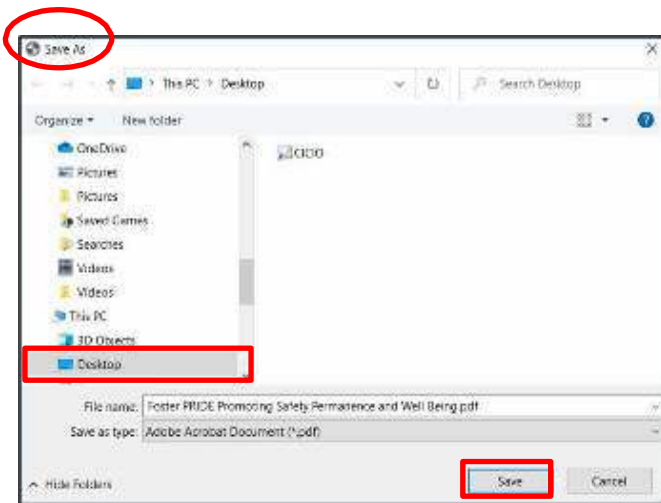 Save As
This PC > Desktop
Search Desktop
Organize
New folder
OneDrive
Pictures
Pictures
Saved Games
Searches
Videos
Videos
This PC
3D Objects
Desktop
File name: Foster PRIDE Promoting Safety Permanence and Well Being.pdf
Save as type: Adobe Acrobat Document (*.pdf)
Hide Folders
Save
Cancel